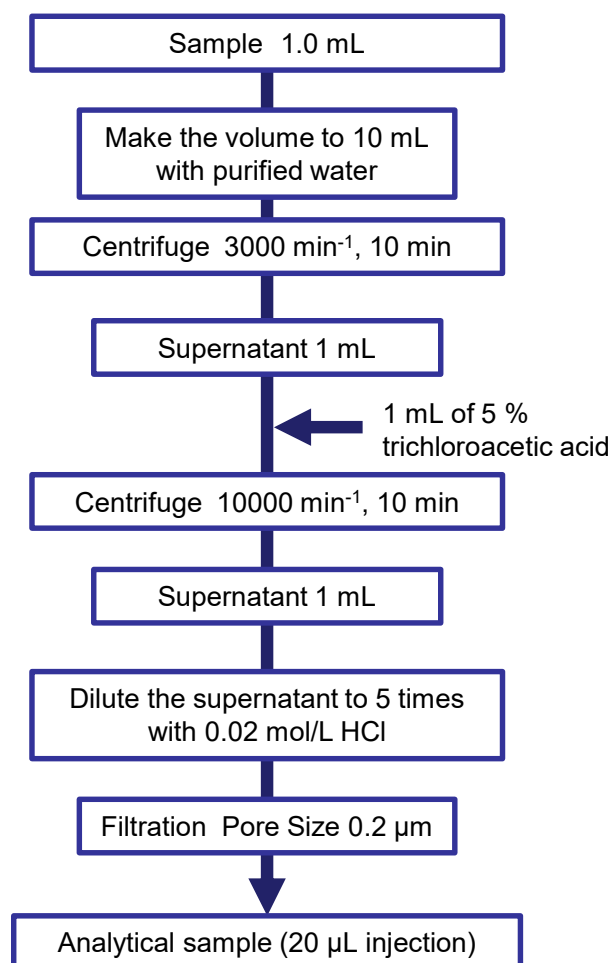 Sample 1.0 mL
Make the volume to 10 mL
with purified water
Centrifuge 3000 min⁻¹, 10 min
Supernatant 1 mL
1 mL of 5 %
trichloroacetic acid
Centrifuge 10000 min⁻¹, 10 min
Supernatant 1 mL
Dilute the supernatant to 5 times
with 0.02 mol/L HCl
Filtration Pore Size 0.2 µm
Analytical sample (20 µL injection)